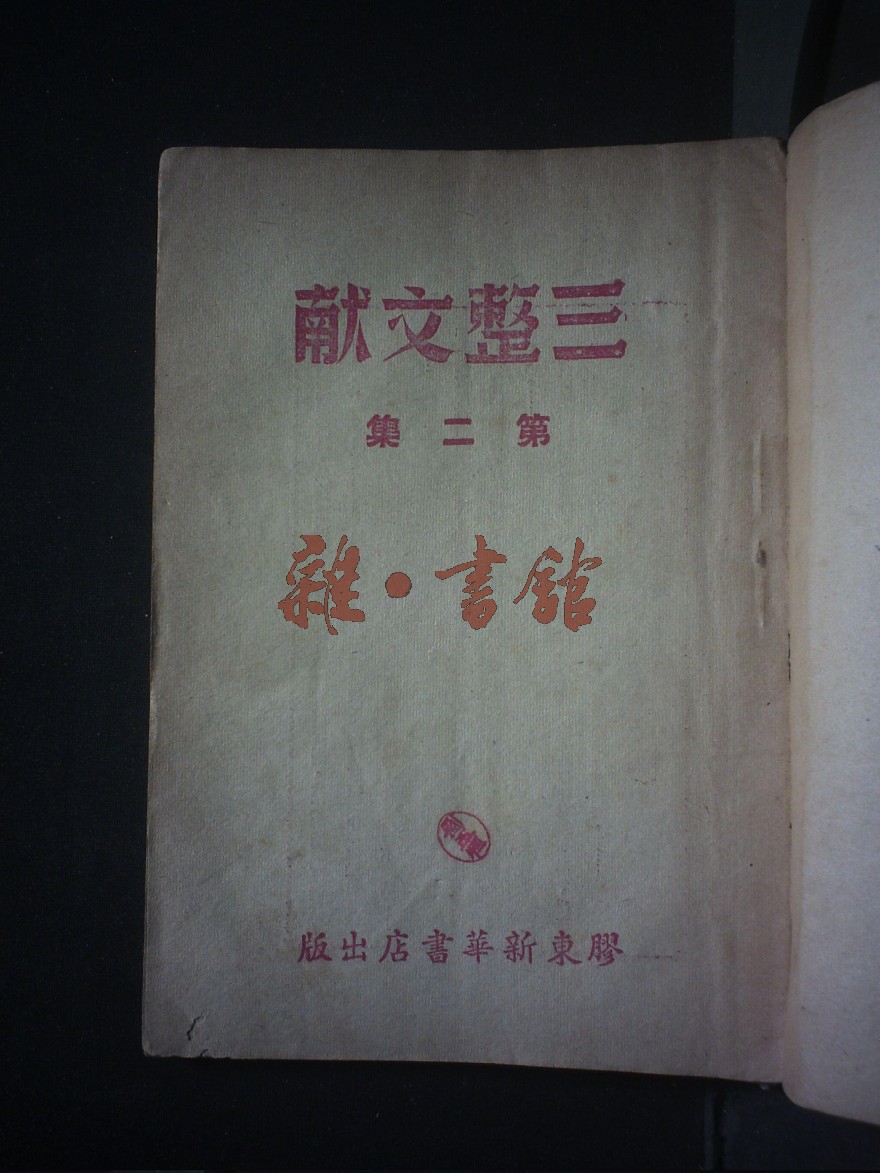 三整文献
第二集
雜·書館
膠東新華書店出版